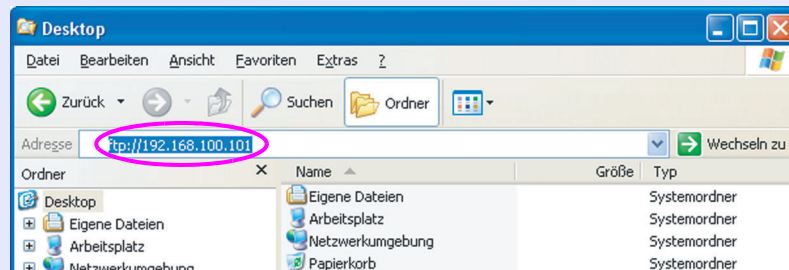 Desktop
Datei Bearbeiten Ansicht Favoriten Extras ?
Zurück Suchen Ordner
Adresse ftp://192.168.100.101 Wechseln zu
Ordner Name Größe Typ
Desktop Eigene Dateien Systemordner
Eigene Dateien Arbeitsplatz Systemordner
Arbeitsplatz Netzwerkumgebung Systemordner
Netzwerkumgebung Papierkorb Systemordner